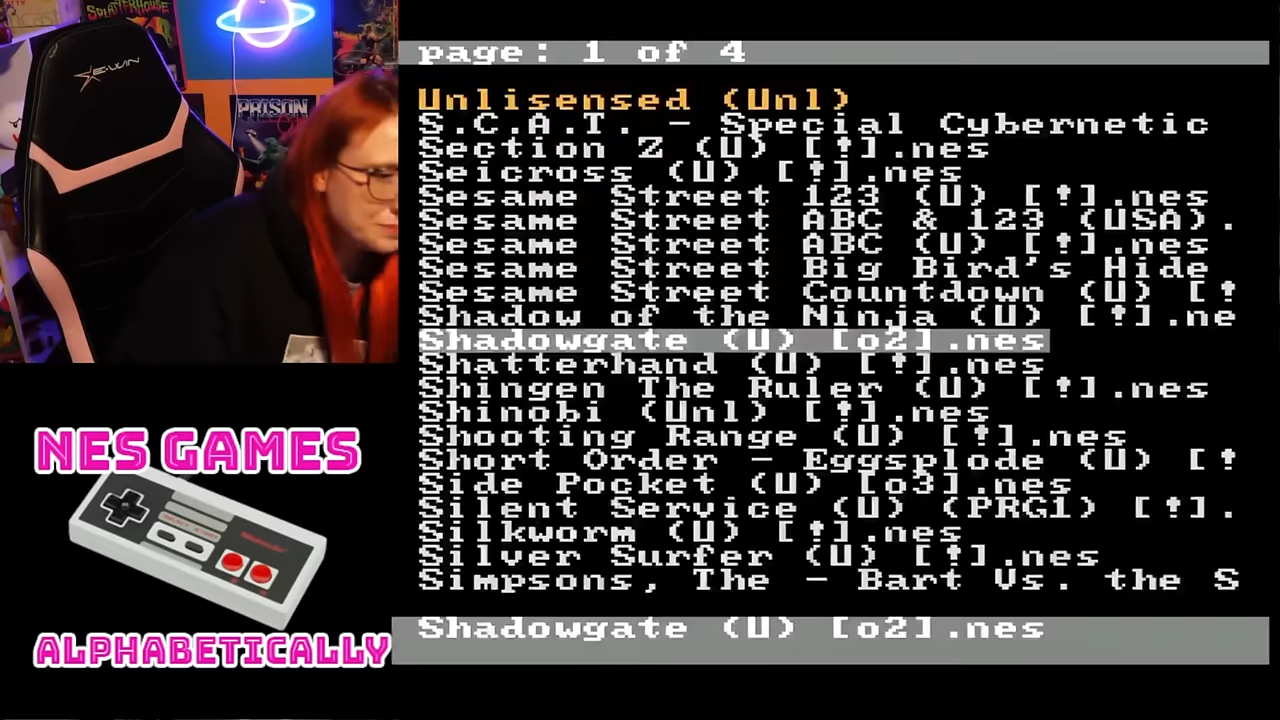 SPLATTERHOUSE
E-WIN
PRISON
page: 1 of 4
Unlisensed (Unl)
S.C.A.T. - Special Cybernetic
Section Z (U) [!].nes
Seicross (U) [!].nes
Sesame Street 123 (U) [!].nes
Sesame Street ABC & 123 (USA).
Sesame Street ABC (U) [!].nes
Sesame Street Big Bird's Hide
Sesame Street Countdown (U) [!
Shadow of the Ninja (U) [!].ne
Shadowgate (U) [o2].nes
Shatterhand (U) [!].nes
Shingen The Ruler (U) [!].nes
Shinobi (Unl) [!].nes
Shooting Range (U) [!].nes
Short Order - Eggsplode (U) [!
Side Pocket (U) [o3].nes
Silent Service (U) (PRG1) [!].
Silkworm (U) [!].nes
Silver Surfer (U) [!].nes
Simpsons, The - Bart Vs. the S
Shadowgate (U) [o2].nes
NES GAMES
ALPHABETICALLY